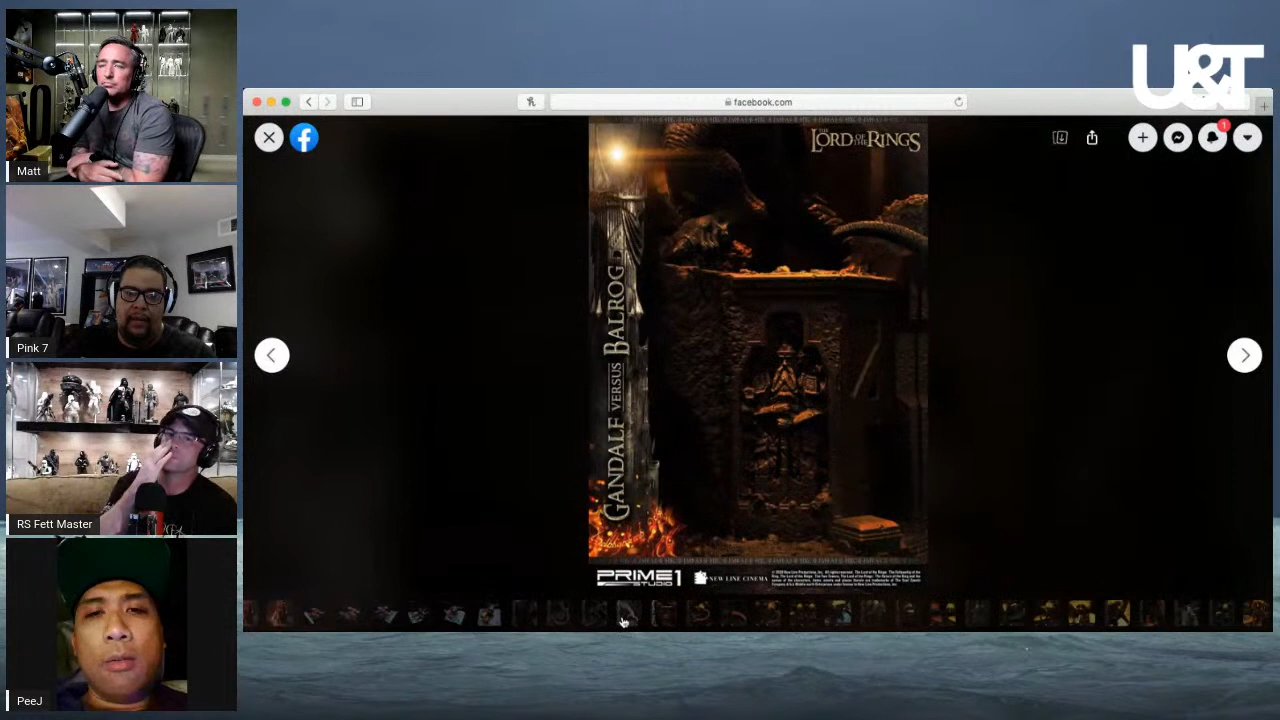 Matt
Pink 7
RS Fett Master
PeeJ
U&T
facebook.com
1
THE
LORD OF THE RINGS
GANDALF VERSUS BALROG
PRIME 1
STUDIO
NEW LINE CINEMA